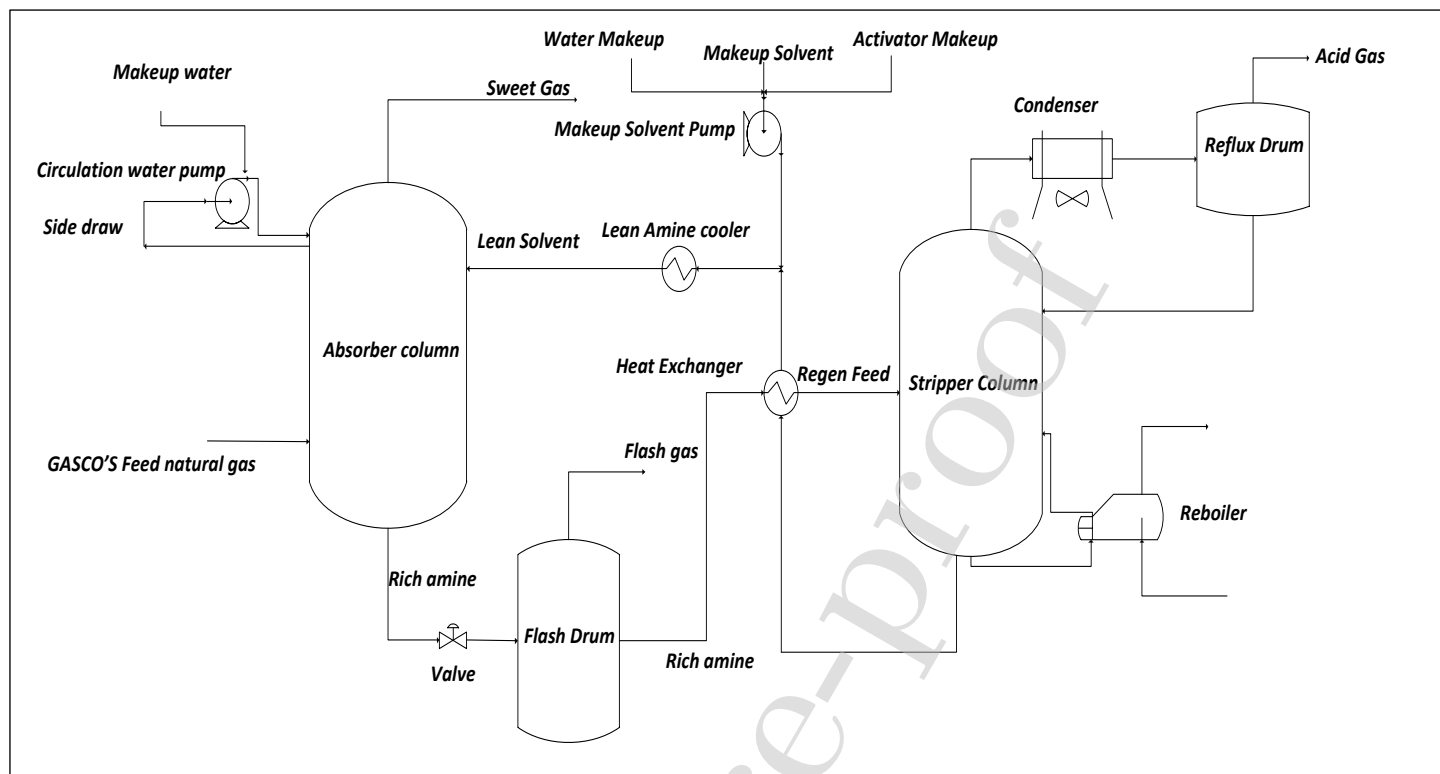 Water Makeup
Makeup Solvent
Activator Makeup
Makeup water
Sweet Gas
Acid Gas
Condenser
Makeup Solvent Pump
Reflux Drum
Circulation water pump
Side draw
Lean Solvent
Lean Amine cooler
Absorber column
Heat Exchanger
Regen Feed
Stripper Column
GASCO'S Feed natural gas
Flash gas
Reboiler
Rich amine
Flash Drum
Rich amine
Valve
re-proof